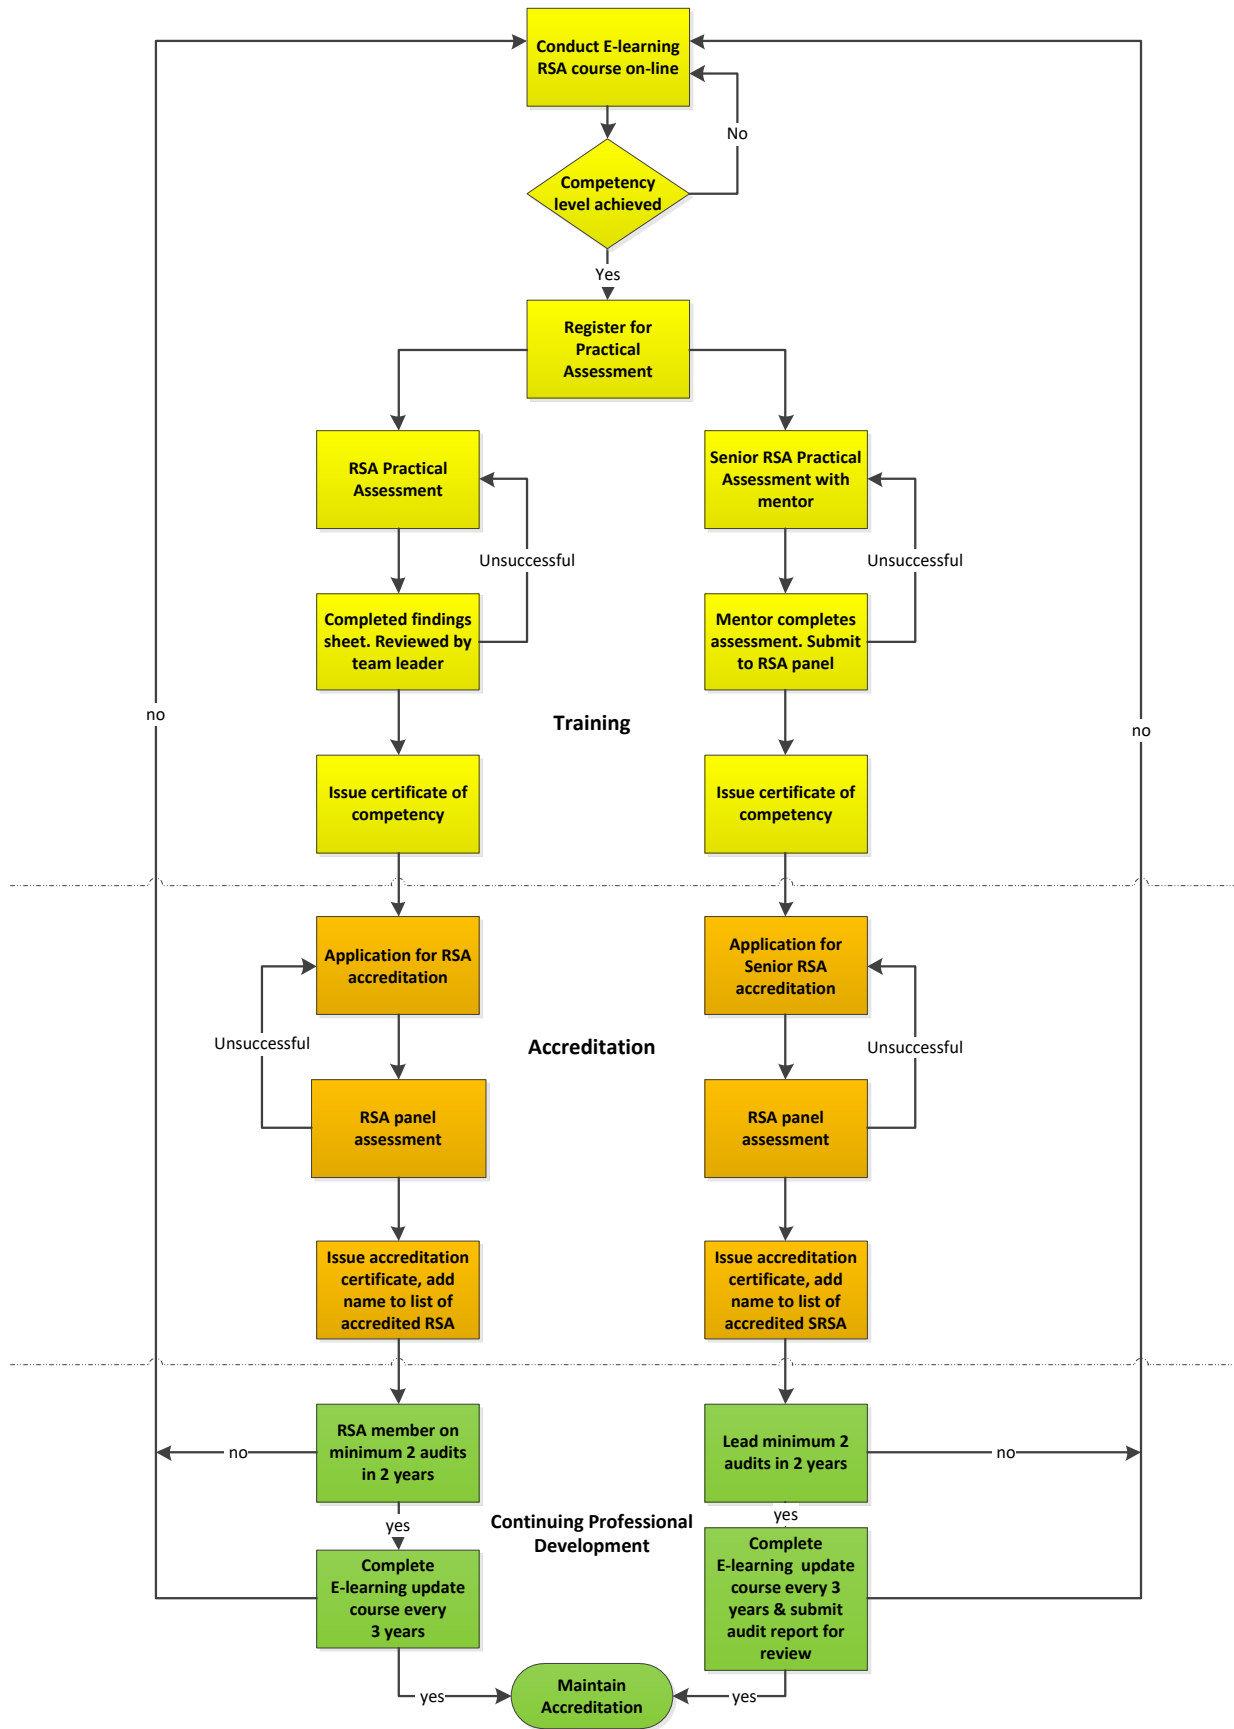 Conduct E-learning
RSA course on-line
No
Competency
level achieved
Yes
Register for
Practical
Assessment
RSA Practical
Assessment
Senior RSA Practical
Assessment with
mentor
Unsuccessful
Unsuccessful
Completed findings
sheet. Reviewed by
team leader
Mentor completes
assessment. Submit
to RSA panel
no
Training
no
Issue certificate of
competency
Issue certificate of
competency
Application for RSA
accreditation
Application for
Senior RSA
accreditation
Unsuccessful
Accreditation
Unsuccessful
RSA panel
assessment
RSA panel
assessment
Issue accreditation
certificate, add
name to list of
accredited RSA
Issue accreditation
certificate, add
name to list of
accredited SRSA
no
RSA member on
minimum 2 audits
in 2 years
Lead minimum 2
audits in 2 years
no
yes
yes
Continuing Professional
Development
Complete
E-learning update
course every
3 years
Complete
E-learning update
course every 3
years & submit
audit report for
review
yes
Maintain
Accreditation
yes